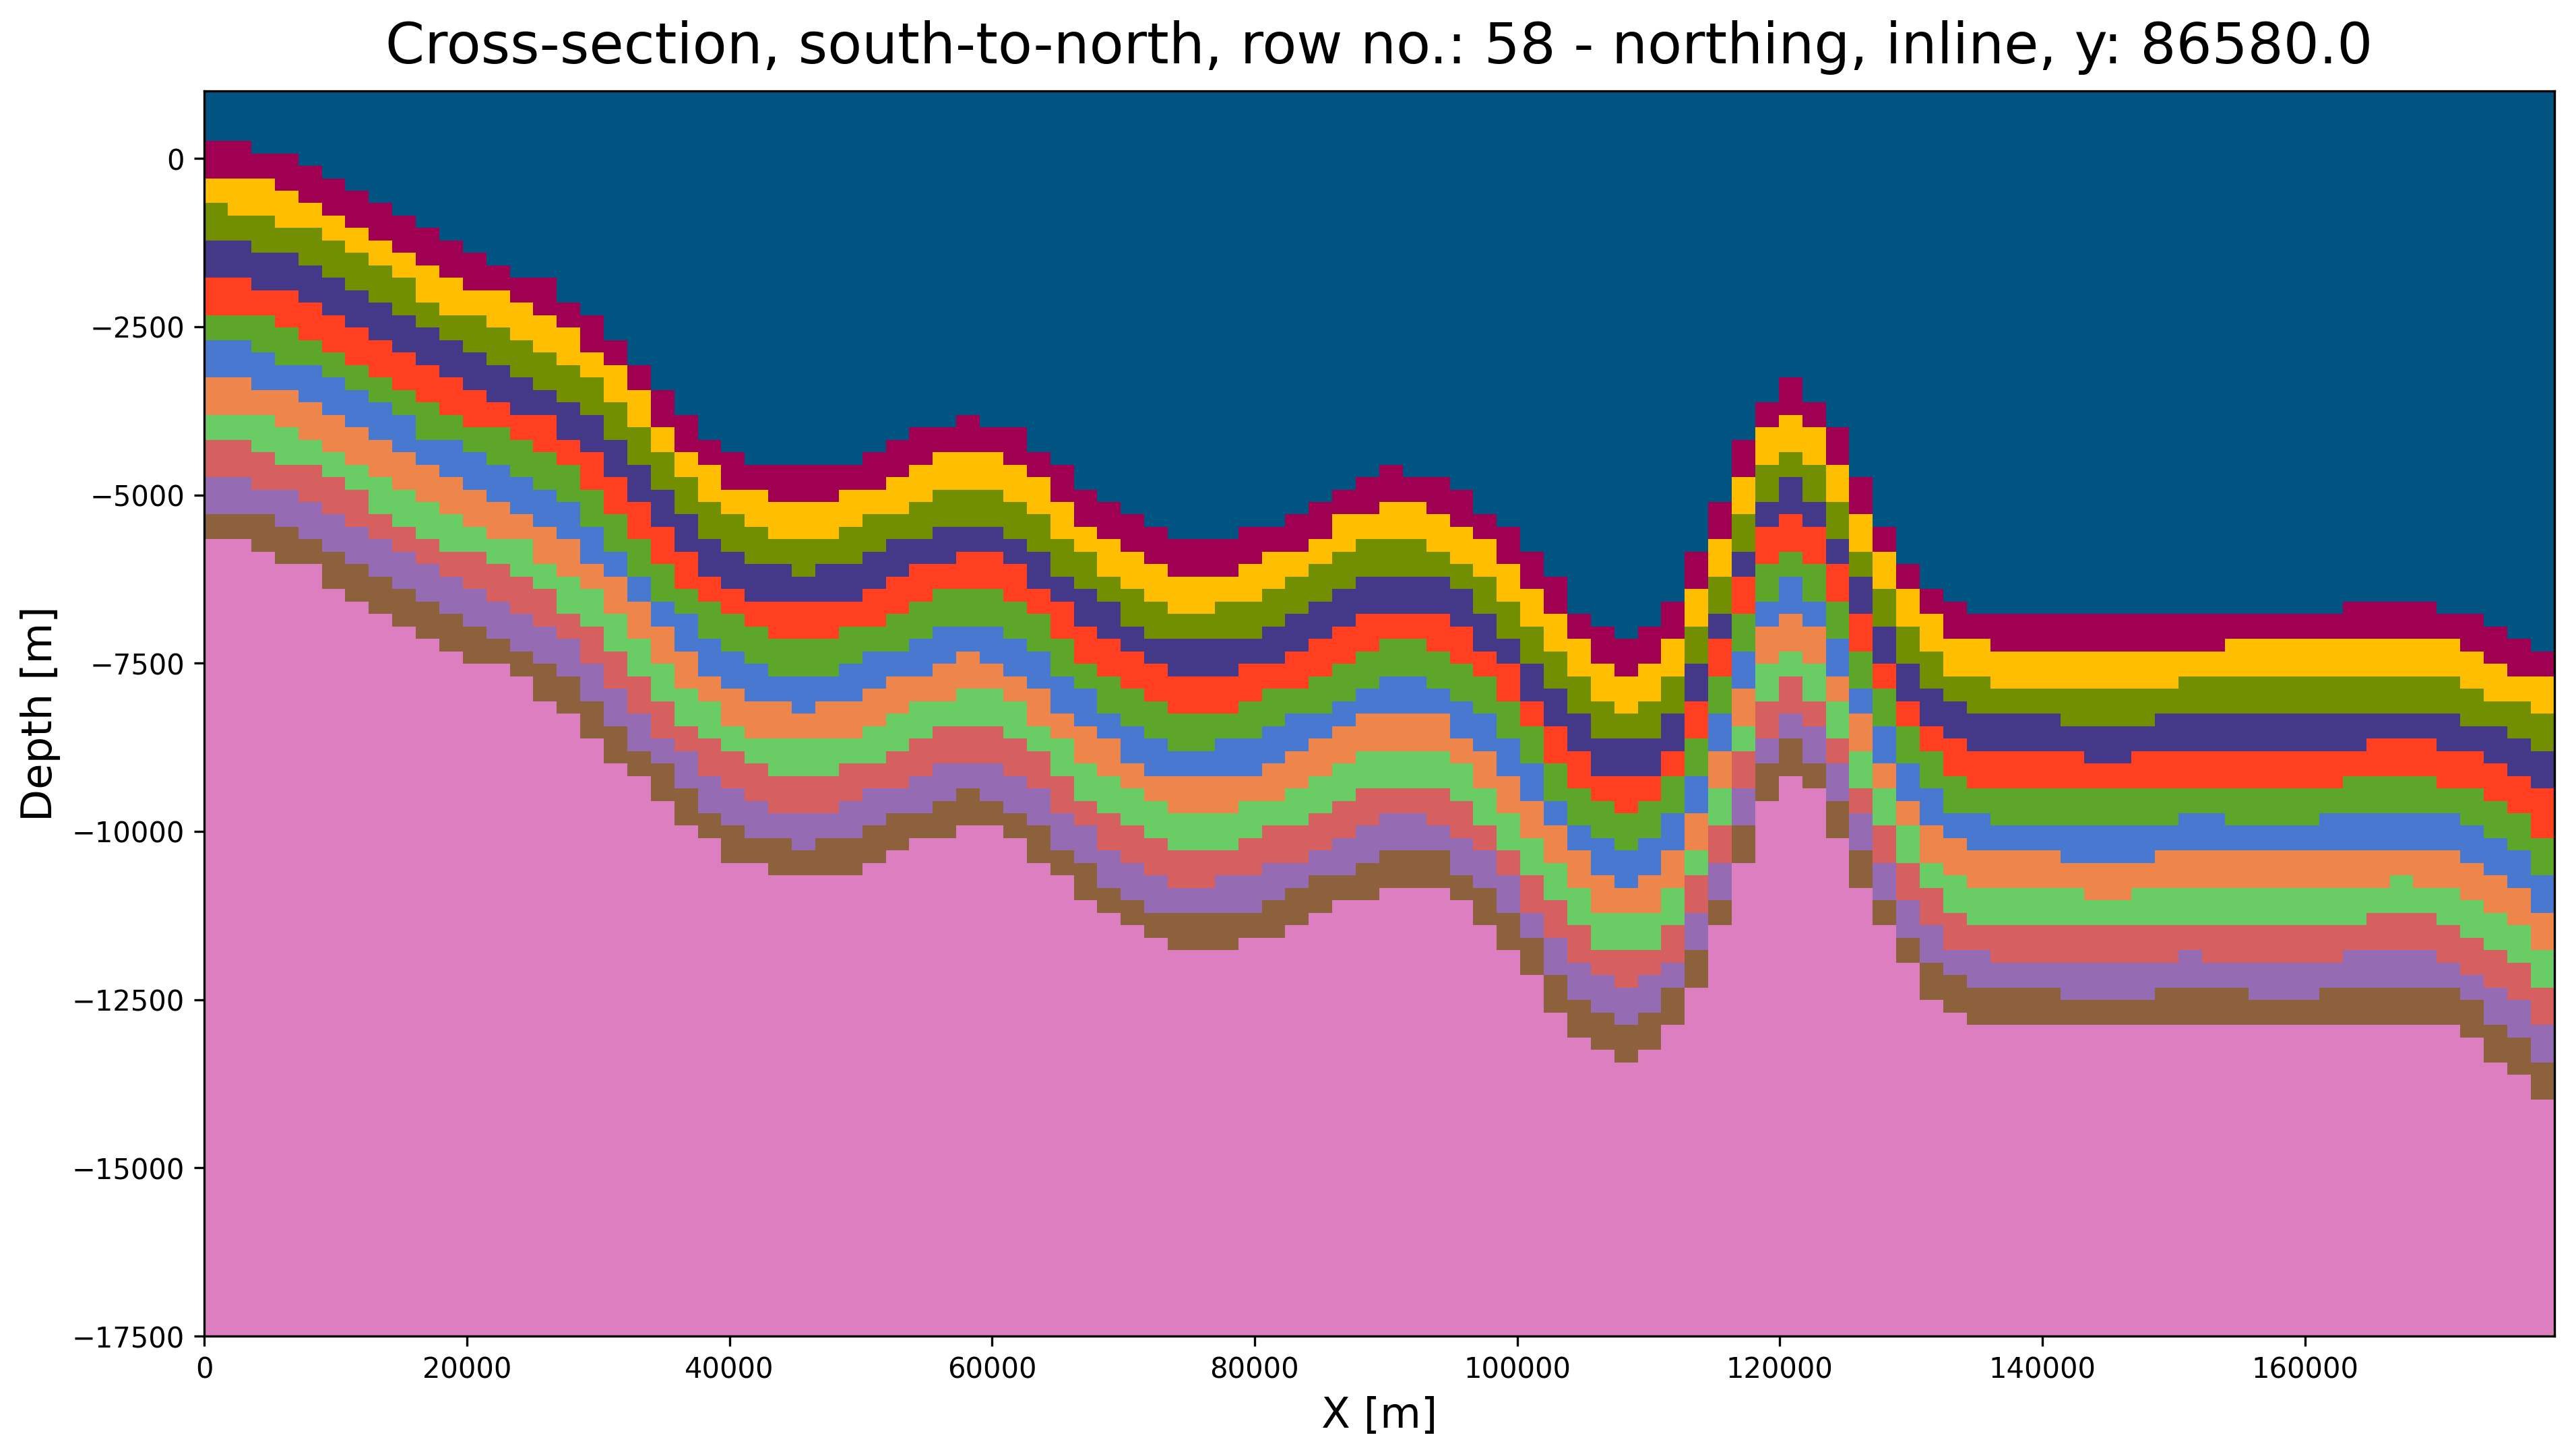 Cross-section, south-to-north, row no.: 58 - northing, inline, y: 86580.0
0
−2500
−5000
−7500
−10000
−12500
−15000
−17500
Depth [m]
0 20000 40000 60000 80000 100000 120000 140000 160000
X [m]